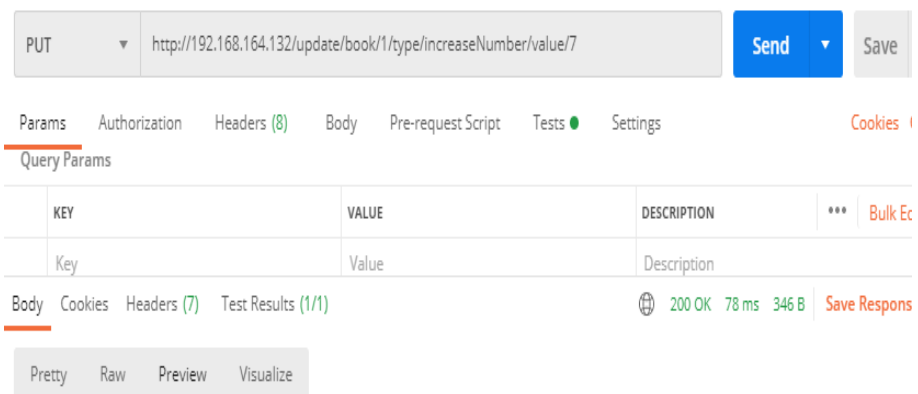 PUT http://192.168.164.132/update/book/1/type/increaseNumber/value/7 Send Save
Params Authorization Headers (8) Body Pre-request Script Tests Settings Cookies
Query Params
KEY VALUE DESCRIPTION ••• Bulk Ed
Key Value Description
Body Cookies Headers (7) Test Results (1/1) 200 OK 78 ms 346 B Save Respons
Pretty Raw Preview Visualize